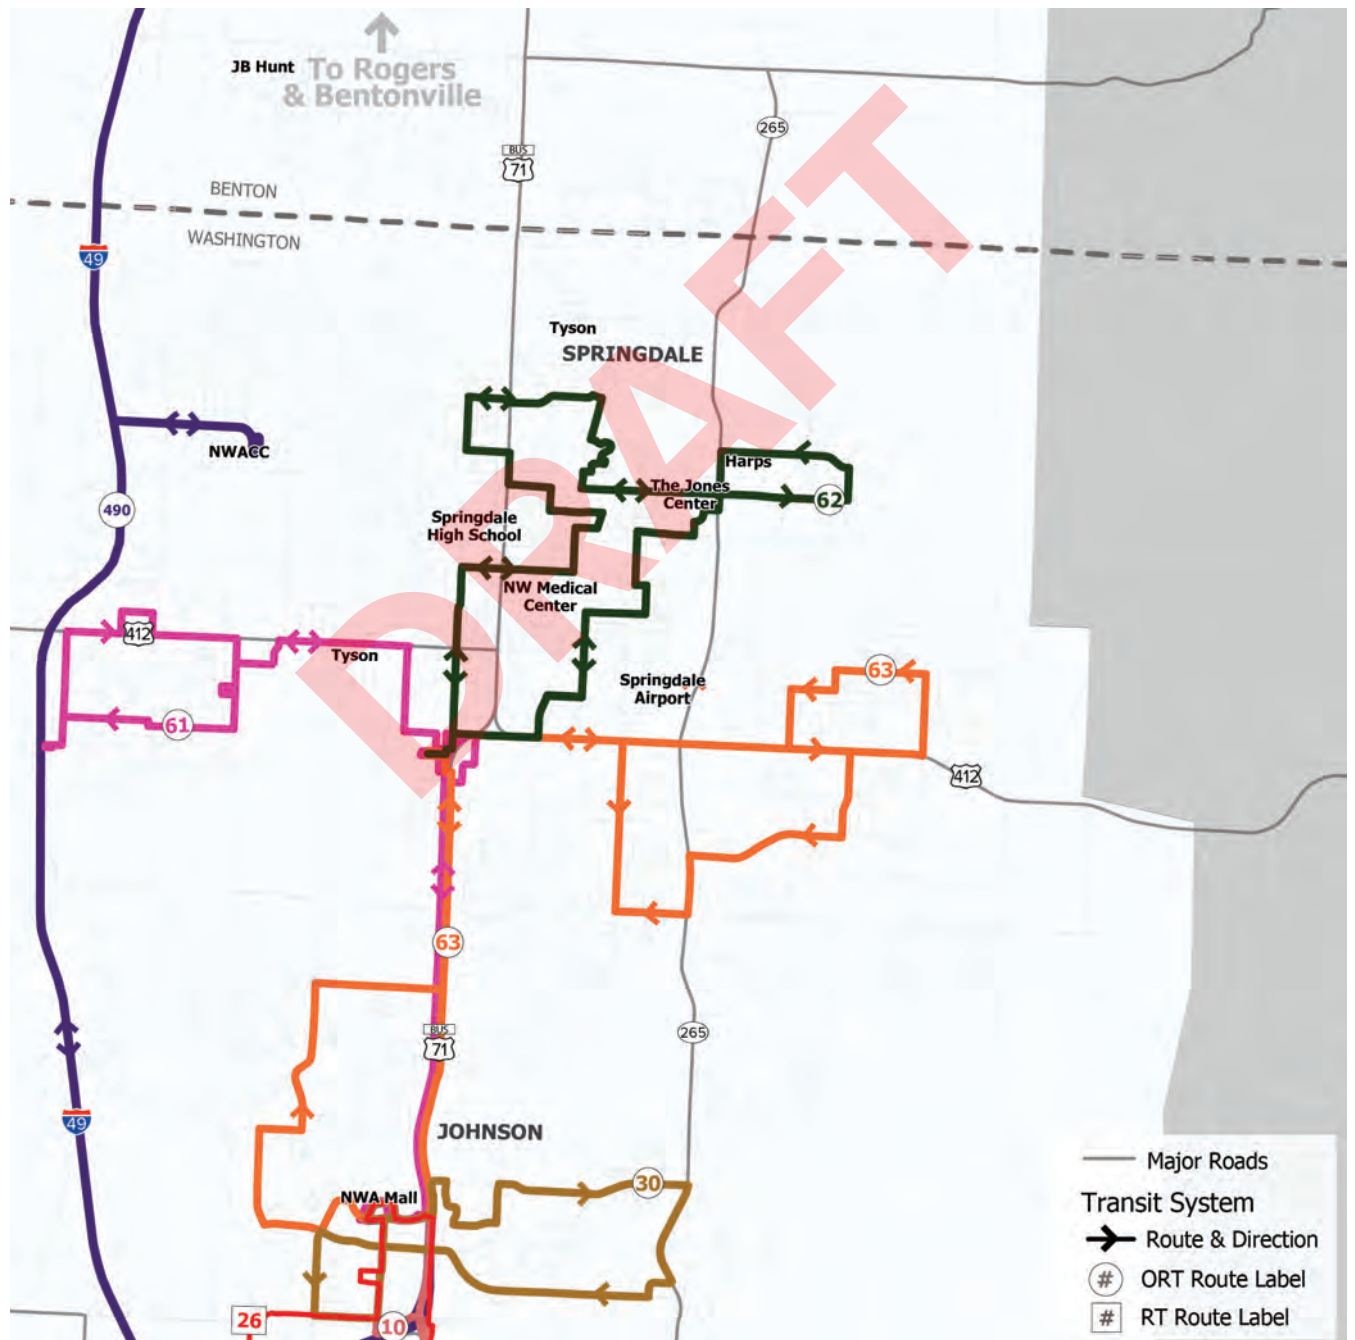 JB Hunt
To Rogers
& Bentonville
265
BUS
71
BENTON
WASHINGTON
49
DRAFT
Tyson
SPRINGDALE
NWACC
Harps
The Jones
Center
62
490
Springdale
High School
NW Medical
Center
412
Tyson
63
Springdale
Airport
61
412
63
BUS
71
265
49
JOHNSON
Major Roads
30
NWA Mall
Transit System
Route & Direction
# ORT Route Label
26
10
# RT Route Label